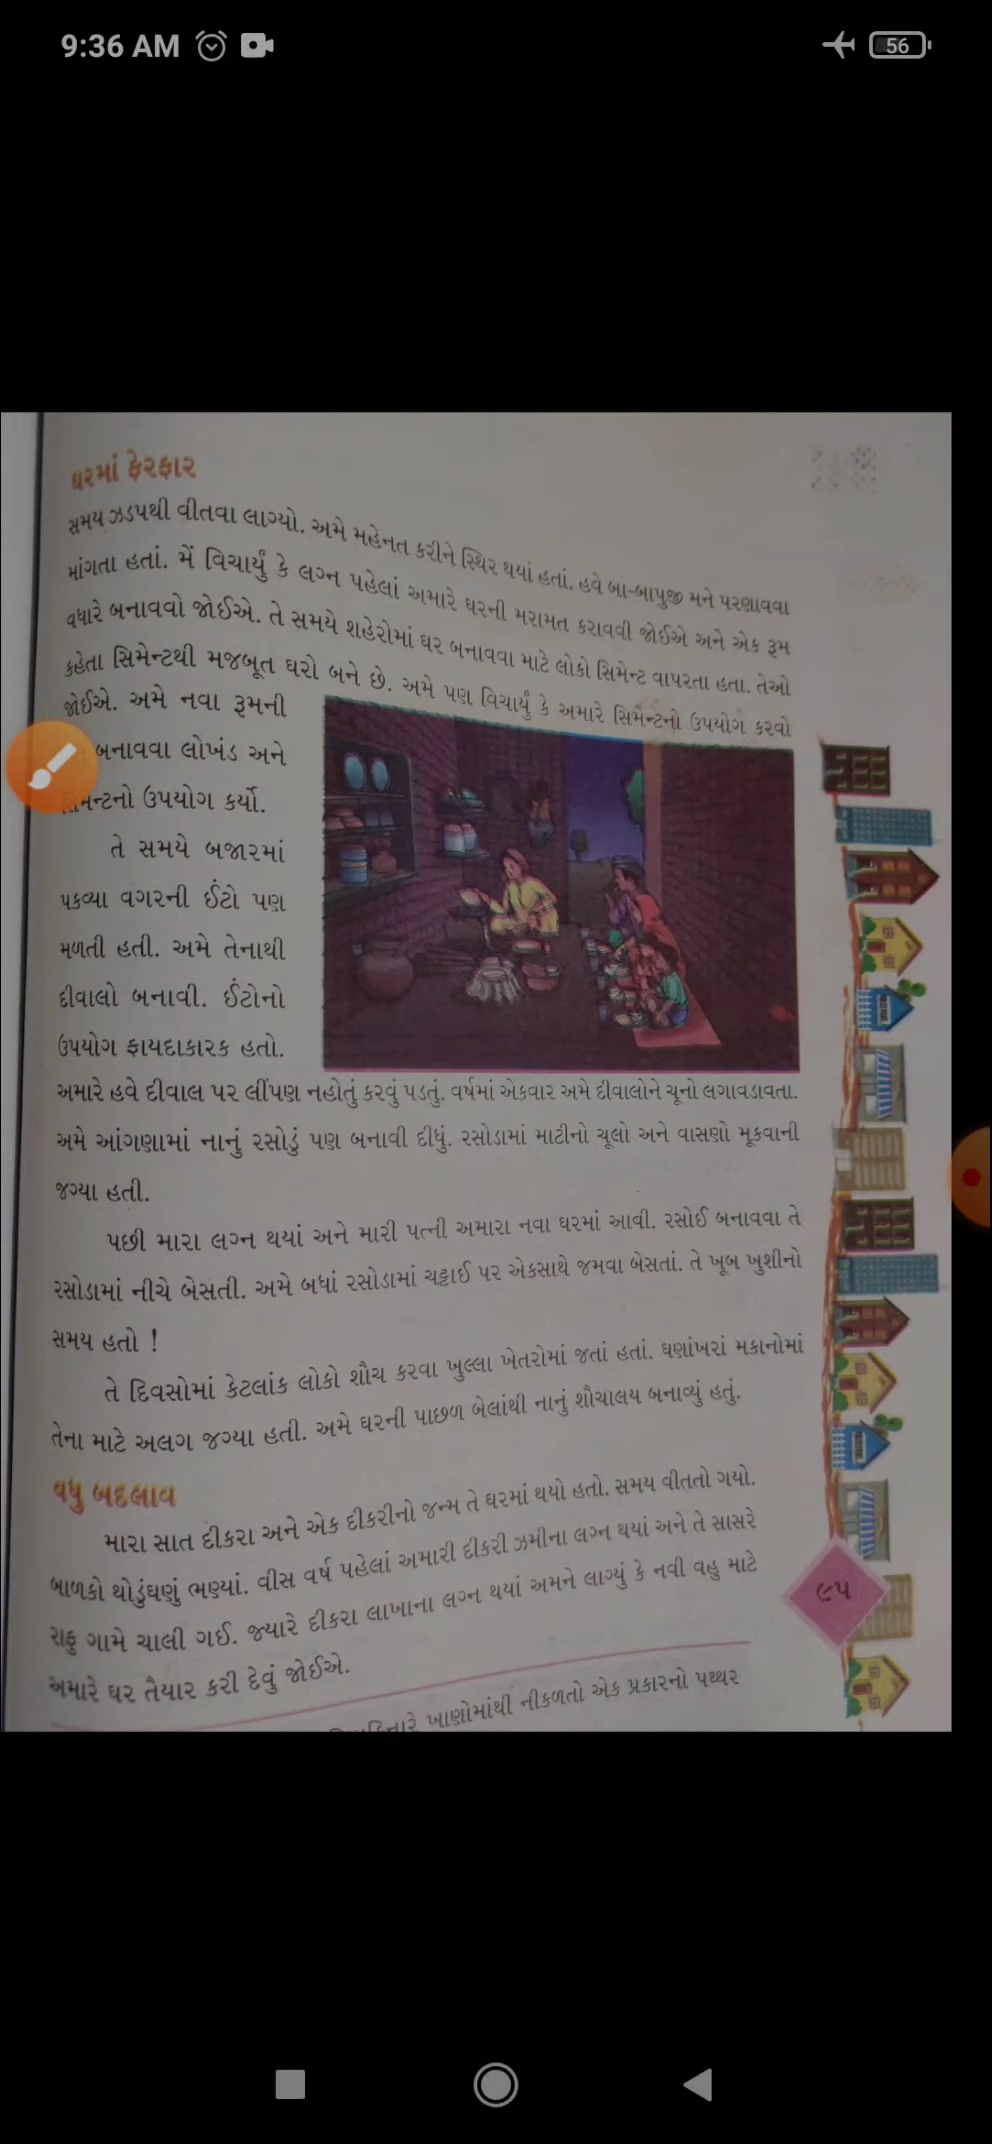 9:36 AM
56
ઘરમાં ફેરફાર
સમય ઝડપથી વીતવા લાગ્યો. અમે મહેનત કરીને સ્થિર થયાં હતાં. હવે બા-બાપુજી મને પરણાવવા
માંગતા હતાં. મેં વિચાર્યું કે લગ્ન પહેલાં અમારે ઘરની મરામત કરાવવી જોઈએ અને એક રૂમ
વધારે બનાવવો જોઈએ. તે સમયે શહેરોમાં ઘર બનાવવા માટે લોકો સિમેન્ટ વાપરતા હતા. તેઓ
કહેતા સિમેન્ટથી મજબૂત ઘરો બને છે. અમે પણ વિચાર્યું કે અમારે સિમેન્ટનો ઉપયોગ કરવો
જોઈએ. અમે નવા રૂમની
બનાવવા લોખંડ અને
સિમેન્ટનો ઉપયોગ કર્યો.
તે સમયે બજારમાં
પકવ્યા વગરની ઈંટો પણ
મળતી હતી. અમે તેનાથી
દીવાલો બનાવી. ઈંટોનો
ઉપયોગ ફાયદાકારક હતો.
અમારે હવે દીવાલ પર લીંપણ નહોતું કરવું પડતું. વર્ષમાં એકવાર અમે દીવાલોને ચૂનો લગાવડાવતા.
અમે આંગણામાં નાનું રસોડું પણ બનાવી દીધું. રસોડામાં માટીનો ચૂલો અને વાસણો મૂકવાની
જગ્યા હતી.
પછી મારા લગ્ન થયાં અને મારી પત્ની અમારા નવા ઘરમાં આવી. રસોઈ બનાવવા તે
રસોડામાં નીચે બેસતી. અમે બધાં રસોડામાં ચટ્ટાઈ પર એકસાથે જમવા બેસતાં. તે ખૂબ ખુશીનો
સમય હતો !
તે દિવસોમાં કેટલાંક લોકો શૌચ કરવા ખુલ્લા ખેતરોમાં જતાં હતાં. ઘણાંખરાં મકાનોમાં
તેના માટે અલગ જગ્યા હતી. અમે ઘરની પાછળ બેલાંથી નાનું શૌચાલય બનાવ્યું હતું.
વધુ બદલાવ
મારા સાત દીકરા અને એક દીકરીનો જન્મ તે ઘરમાં થયો હતો. સમય વીતતો ગયો.
બાળકો થોડુંઘણું ભણ્યાં. વીસ વર્ષ પહેલાં અમારી દીકરી ઝમીના લગ્ન થયાં અને તે સાસરે
રાફુ ગામે ચાલી ગઈ. જ્યારે દીકરા લાખાના લગ્ન થયાં અમને લાગ્યું કે નવી વહુ માટે
અમારે ઘર તૈયાર કરી દેવું જોઈએ.
ખાણોમાંથી નીકળતો એક પ્રકારનો પથ્થર
૯૫